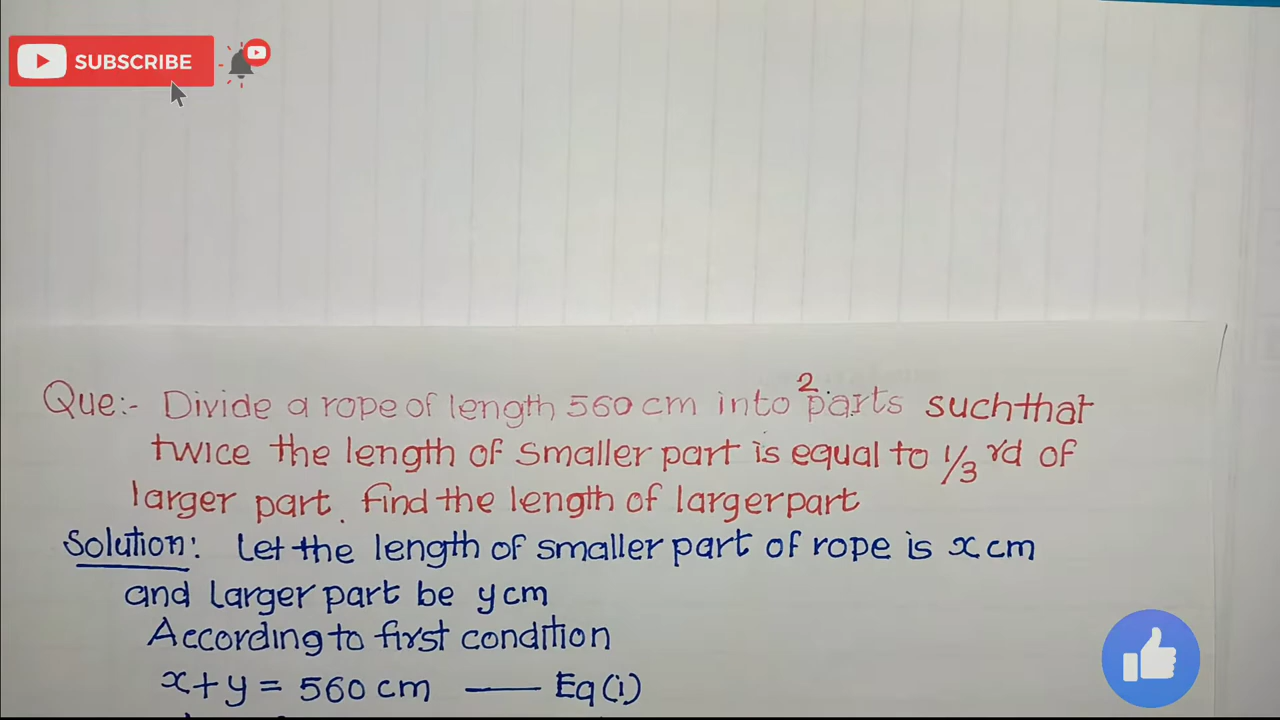 SUBSCRIBE
Que:- Divide a rope of length 560 cm into 2 parts such that
twice the length of smaller part is equal to 1/3 rd of
larger part. Find the length of larger part
Solution: Let the length of smaller part of rope is x cm
and larger part be y cm
According to first condition
x+y = 560 cm —— Eq(1)